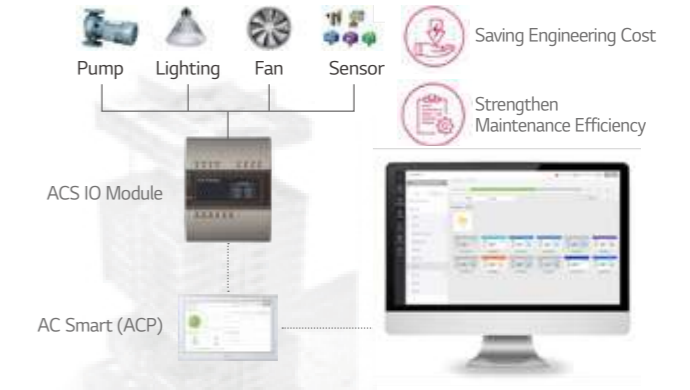 Saving Engineering Cost
Pump
Lighting
Fan
Sensor
Strengthen
Maintenance Efficiency
ACS IO Module
AC Smart (ACP)